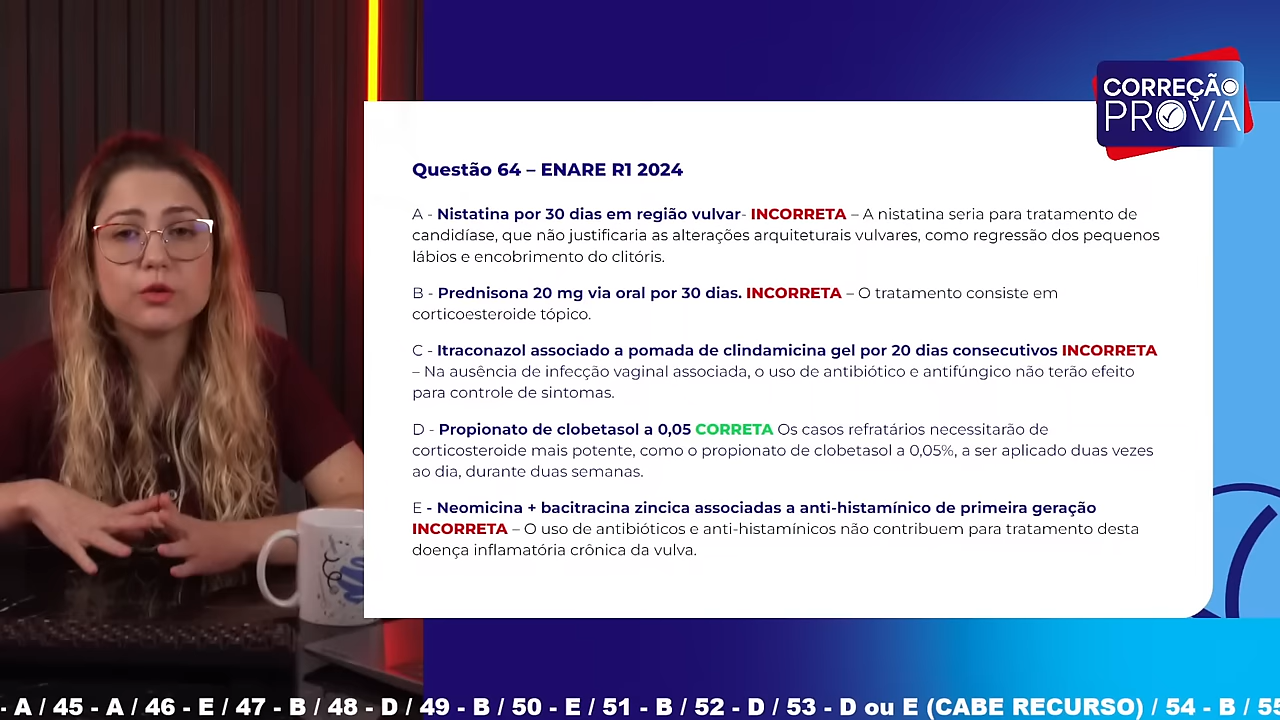 CORREÇÃO
PROVA
Questão 64 – ENARE R1 2024
A - Nistatina por 30 dias em região vulvar- INCORRETA – A nistatina seria para tratamento de
candidíase, que não justificaria as alterações arquiteturais vulvares, como regressão dos pequenos
lábios e encobrimento do clitóris.
B - Prednisona 20 mg via oral por 30 dias. INCORRETA – O tratamento consiste em
corticoesteroide tópico.
C - Itraconazol associado a pomada de clindamicina gel por 20 dias consecutivos INCORRETA
– Na ausência de infecção vaginal associada, o uso de antibiótico e antifúngico não terão efeito
para controle de sintomas.
D - Propionato de clobetasol a 0,05 CORRETA Os casos refratários necessitarão de
corticosteroide mais potente, como o propionato de clobetasol a 0,05%, a ser aplicado duas vezes
ao dia, durante duas semanas.
E - Neomicina + bacitracina zincica associadas a anti-histamínico de primeira geração
INCORRETA – O uso de antibióticos e anti-histamínicos não contribuem para tratamento desta
doença inflamatória crônica da vulva.
- A / 45 - A / 46 - E / 47 - B / 48 - D / 49 - B / 50 - E / 51 - B / 52 - D / 53 - D ou E (CABE RECURSO) / 54 - B / 55